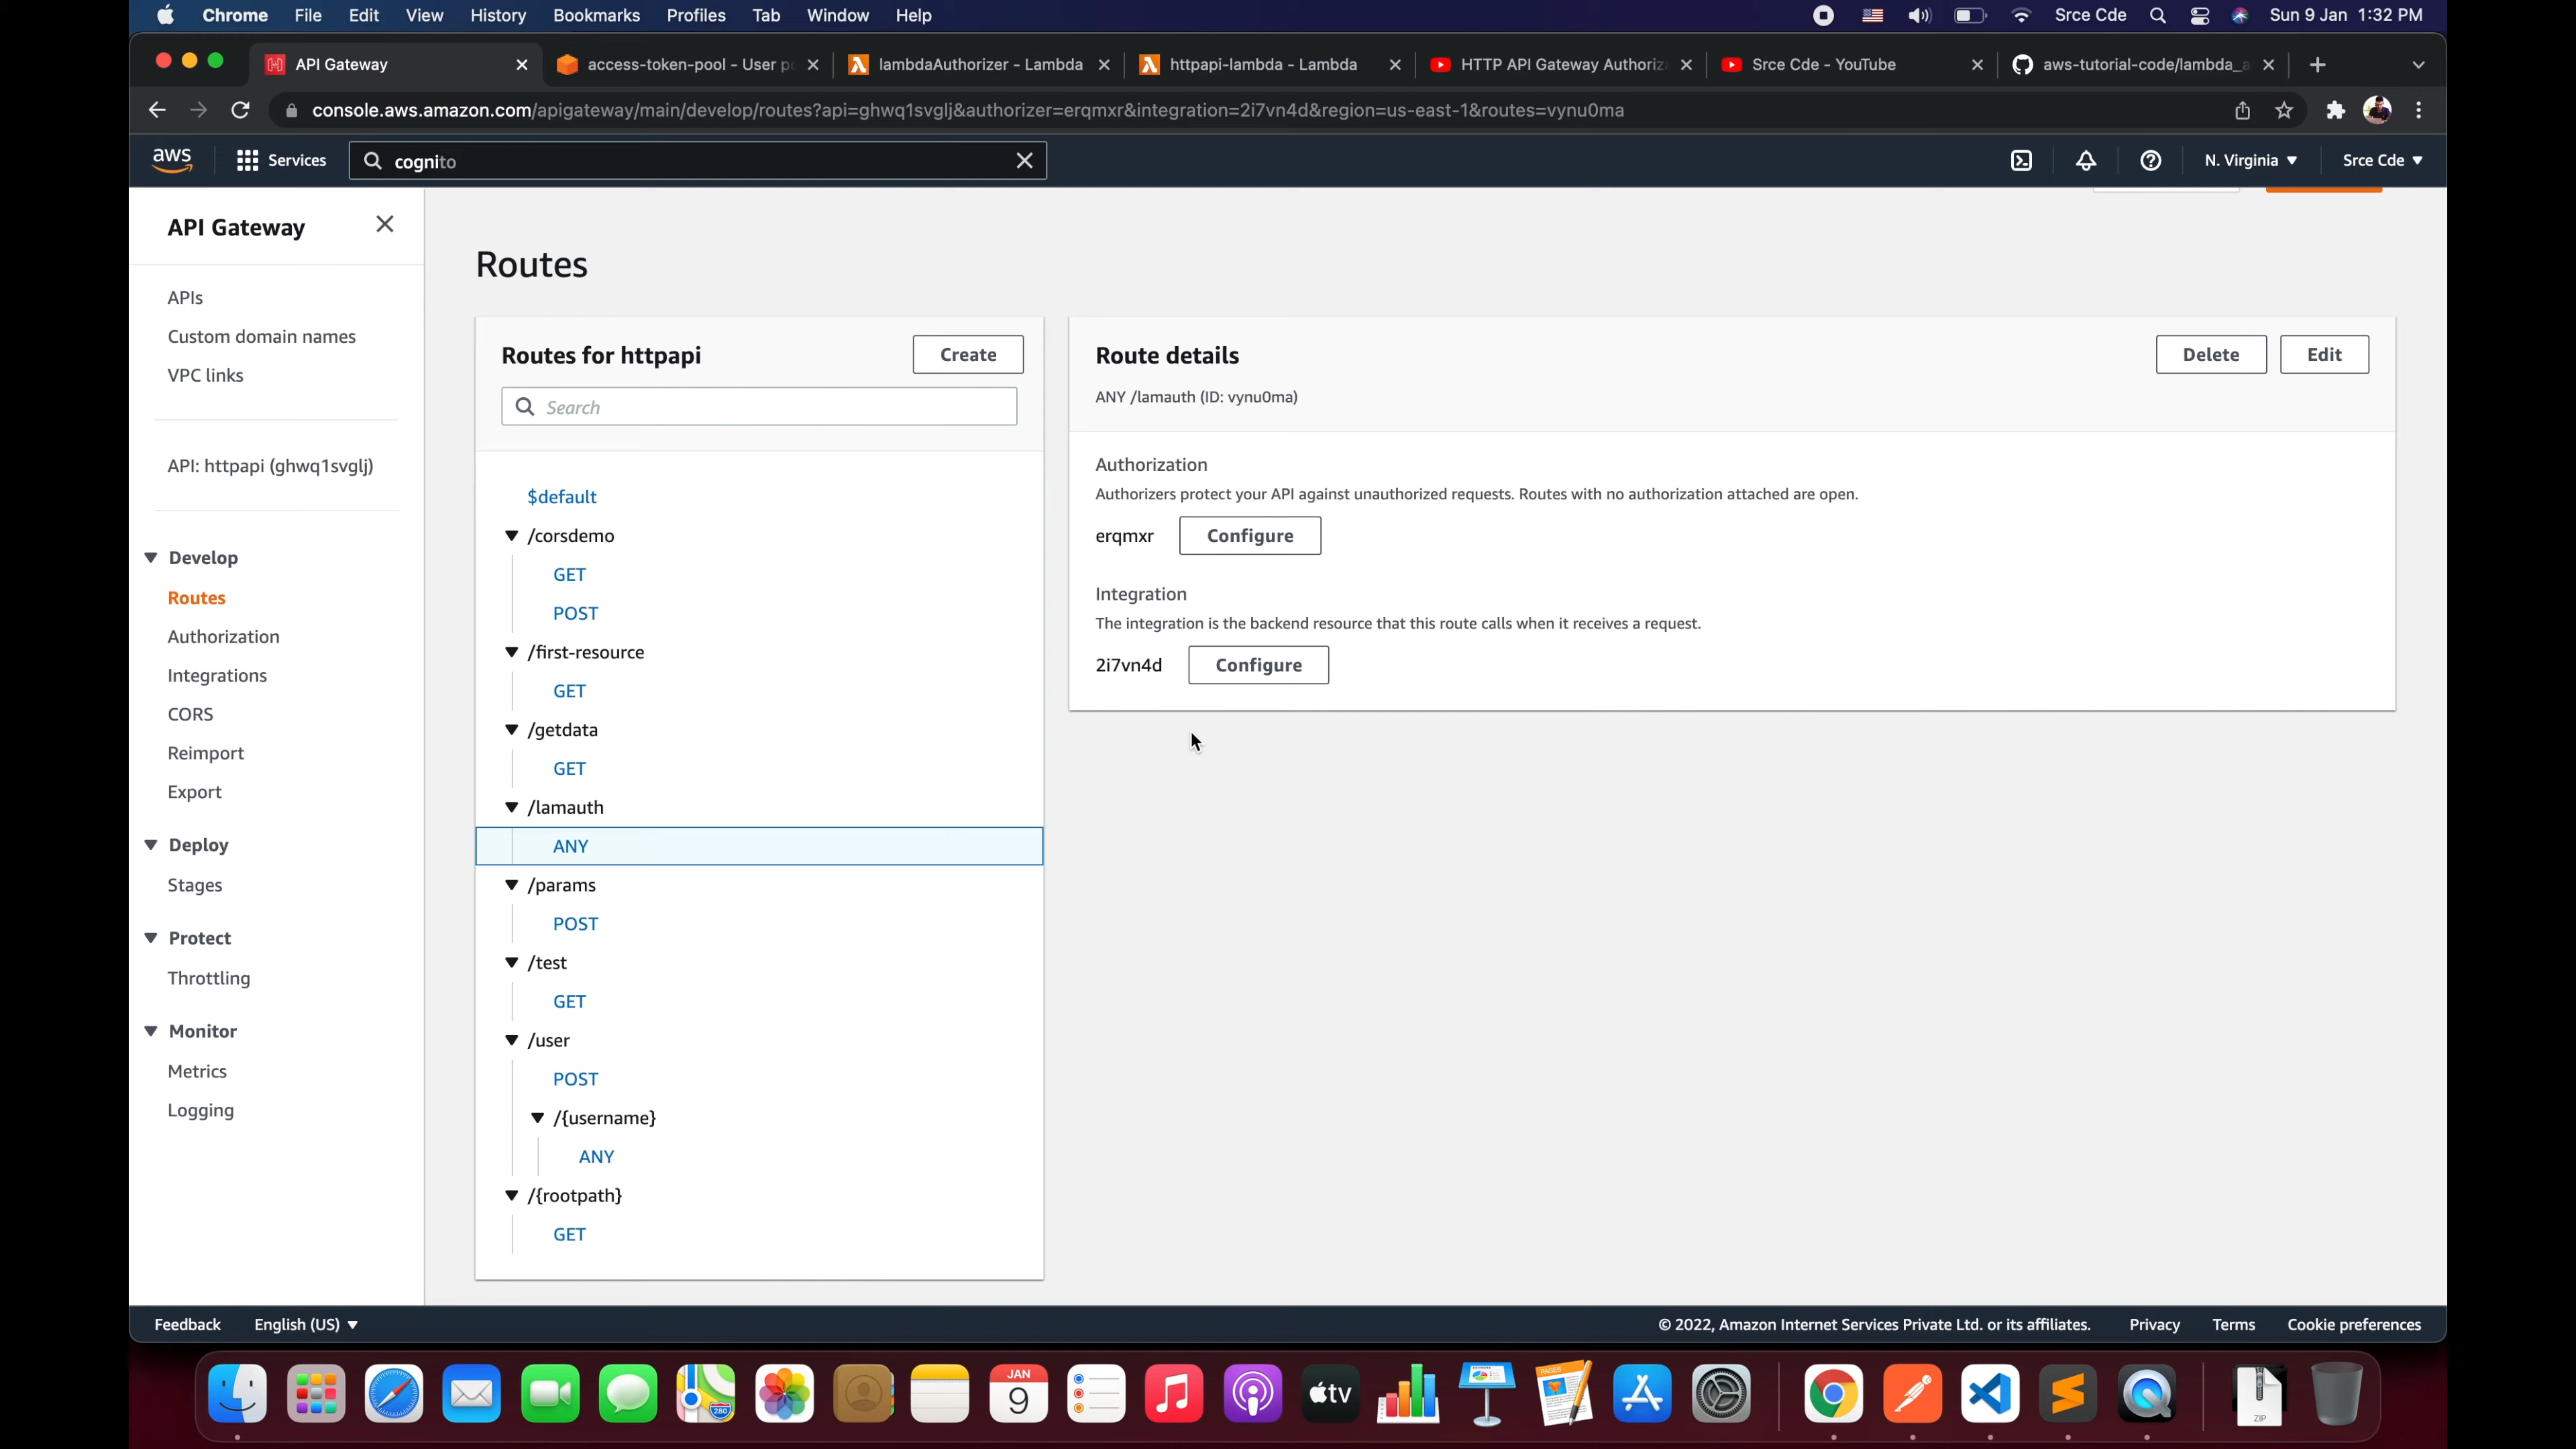 Chrome File Edit View History Bookmarks Profiles Tab Window Help Srce Cde Sun 9 Jan 1:32 PM
API Gateway access-token-pool - User po lambdaAuthorizer - Lambda httpapi-lambda - Lambda HTTP API Gateway Authoriz Srce Cde - YouTube aws-tutorial-code/lambda_a
console.aws.amazon.com/apigateway/main/develop/routes?api=ghwq1svglj&authorizer=erqmxr&integration=2i7vn4d&region=us-east-1&routes=vynu0ma
aws Services cognito N. Virginia Srce Cde
API Gateway
APIs
Custom domain names
VPC links
API: httpapi (ghwq1svglj)
Develop
Routes
Authorization
Integrations
CORS
Reimport
Export
Deploy
Stages
Protect
Throttling
Monitor
Metrics
Logging
Routes
Routes for httpapi Create
Search
$default
/corsdemo
GET
POST
/first-resource
GET
/getdata
GET
/lamauth
ANY
/params
POST
/test
GET
/user
POST
/{username}
ANY
/{rootpath}
GET
Route details Delete Edit
ANY /lamauth (ID: vynu0ma)
Authorization
Authorizers protect your API against unauthorized requests. Routes with no authorization attached are open.
erqmxr Configure
Integration
The integration is the backend resource that this route calls when it receives a request.
2i7vn4d Configure
Feedback English (US) © 2022, Amazon Internet Services Private Ltd. or its affiliates. Privacy Terms Cookie preferences
280
JAN
9
tv
PAGES
ZIP